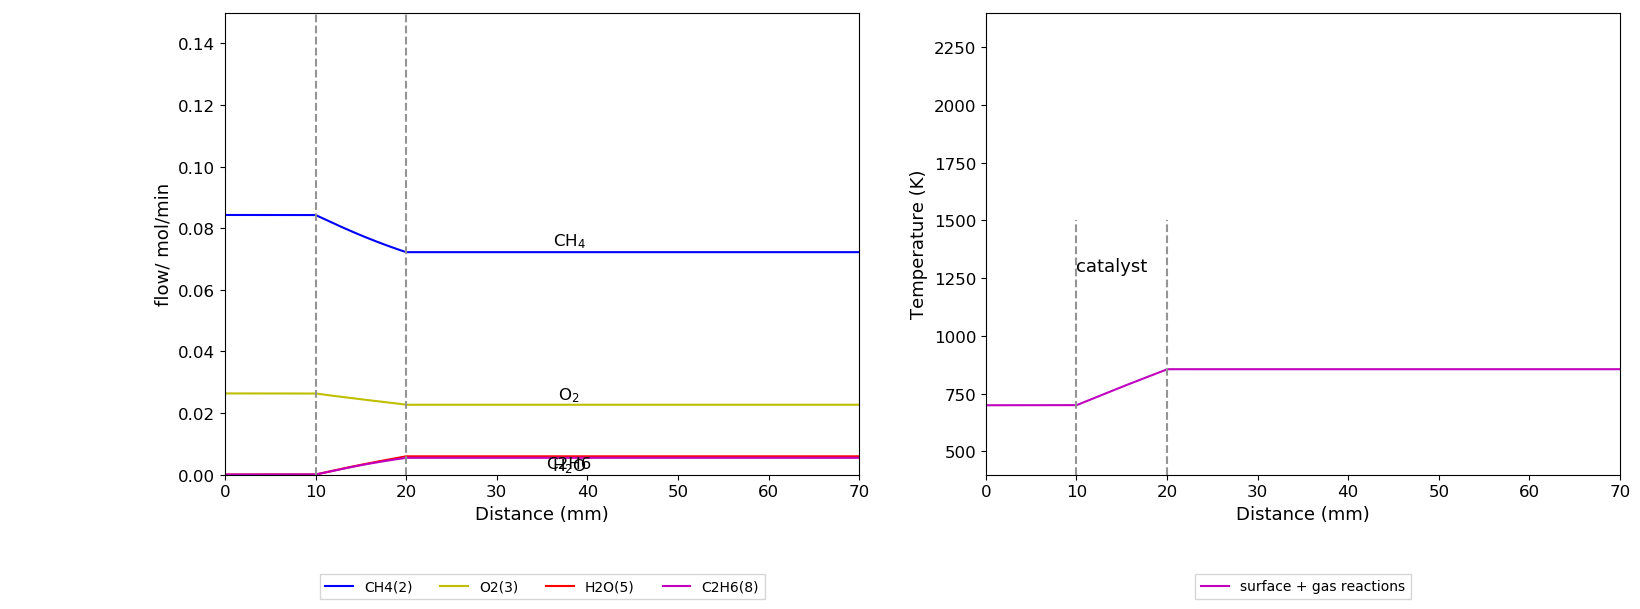 0.14
0.12
0.10
0.08
0.06
0.04
0.02
0.00
flow/ mol/min
CH₄
O₂
C2H6
H₂O
0 10 20 30 40 50 60 70
Distance (mm)
CH4(2) O2(3) H2O(5) C2H6(8)
2250
2000
1750
1500
1250
1000
750
500
Temperature (K)
catalyst
0 10 20 30 40 50 60 70
Distance (mm)
surface + gas reactions